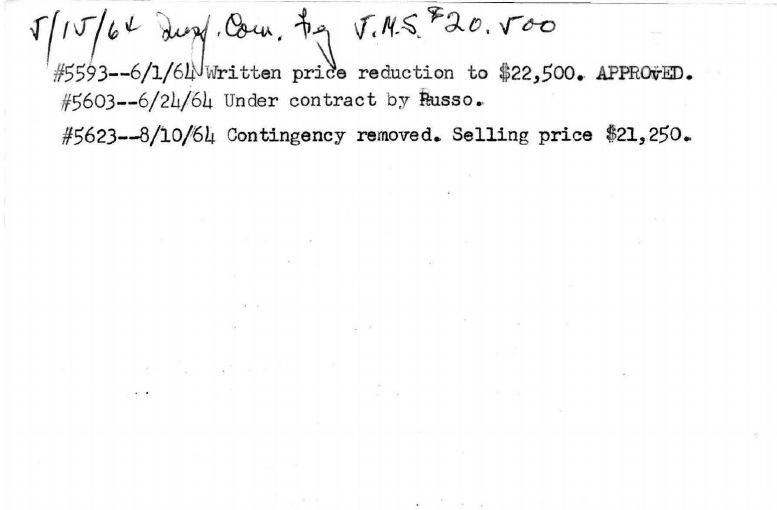 5/15/64 Com. by J.M.S. $20.500
#5593--6/1/64 Written price reduction to $22,500. APPROVED.
#5603--6/24/64 Under contract by Russo.
#5623--8/10/64 Contingency removed. Selling price $21,250.